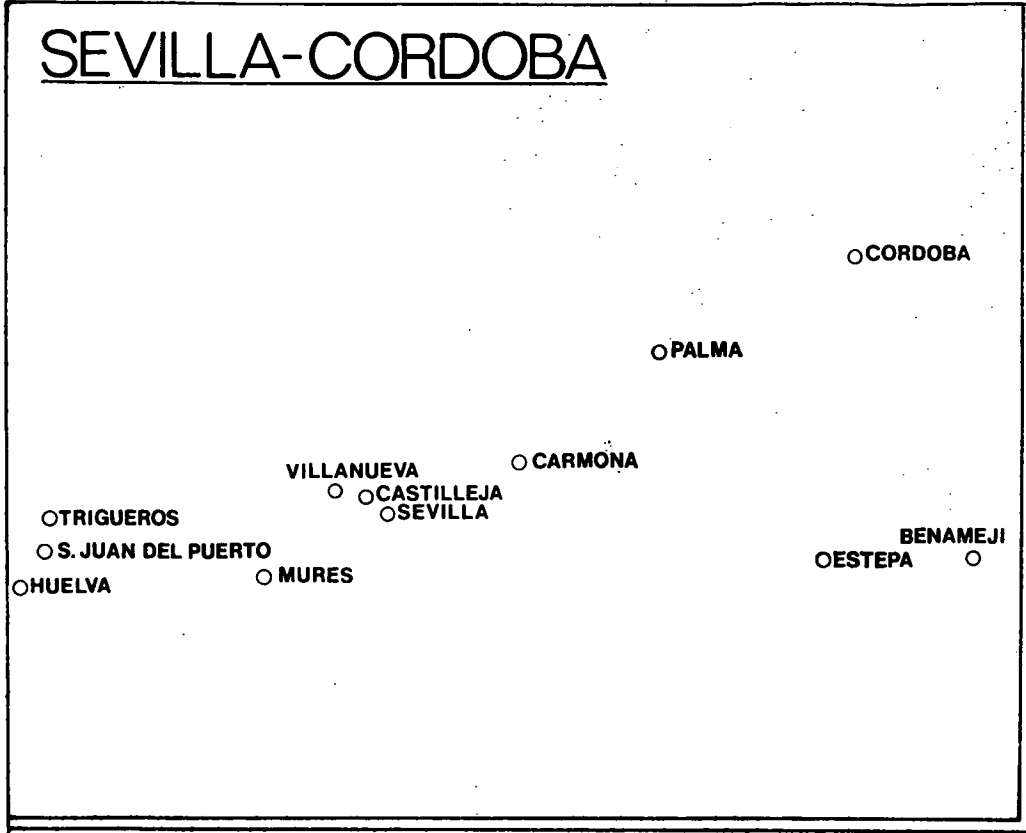 SEVILLA-CORDOBA
CORDOBA
PALMA
CARMONA
VILLANUEVA
CASTILLEJA
SEVILLA
TRIGUEROS
S. JUAN DEL PUERTO
HUELVA
MURES
BENAMEJI
ESTEPA